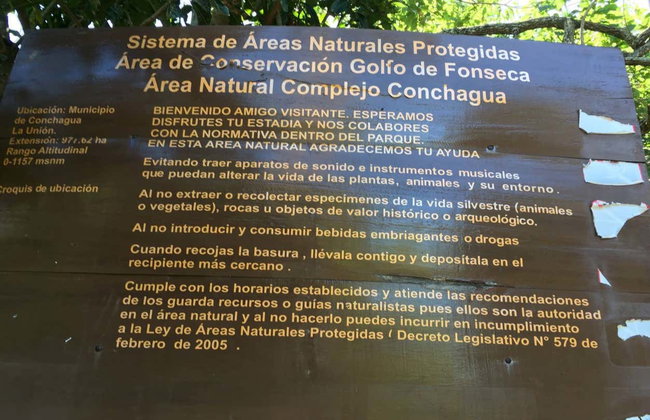 Sistema de Áreas Naturales Protegidas
Área de Conservación Golfo de Fonseca
Área Natural Complejo Conchagua
Ubicación: Municipio
de Conchagua
La Unión.
Extensión: 977.62 ha
Rango Altitudinal
0-1157 msnm
Croquis de ubicación
BIENVENIDO AMIGO VISITANTE. ESPERAMOS
DISFRUTES TU ESTADIA Y NOS COLABORES
CON LA NORMATIVA DENTRO DEL PARQUE.
EN ESTA AREA NATURAL AGRADECEMOS TU AYUDA
Evitando traer aparatos de sonido e instrumentos musicales
que puedan alterar la vida de las plantas, animales y su entorno.
Al no extraer o recolectar especimenes de la vida silvestre (animales
o vegetales), rocas u objetos de valor histórico o arqueológico.
Al no introducir y consumir bebidas embriagantes o drogas
Cuando recojas la basura , llévala contigo y depositala en el
recipiente más cercano .
Cumple con los horarios establecidos y atiende las recomendaciones
de los guarda recursos o guías naturalistas pues ellos son la autoridad
en el área natural y al no hacerlo puedes incurrir en incumplimiento
a la Ley de Áreas Naturales Protegidas ( Decreto Legislativo N° 579 de
febrero de 2005 .